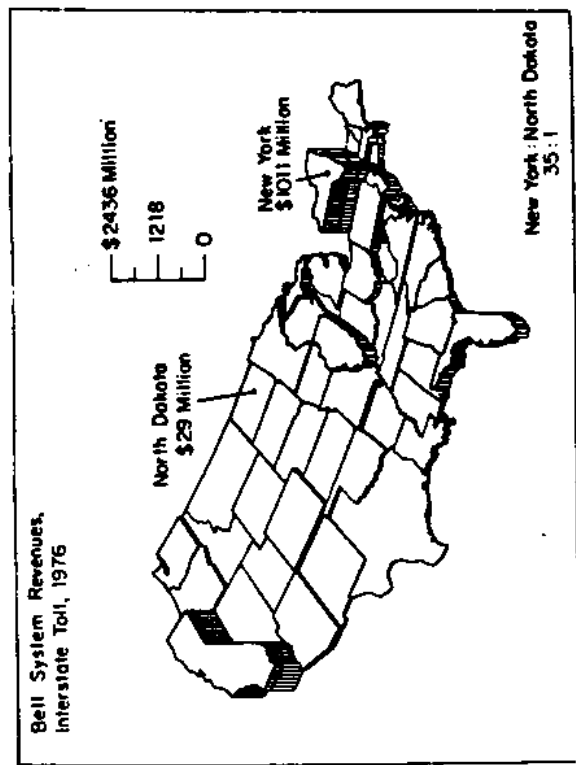 Bell System Revenues,
Interstate Toll, 1976
North Dakota
$29 Million
$2436 Million
1218
0
New York
$1011 Million
New York : North Dakota
35 : 1